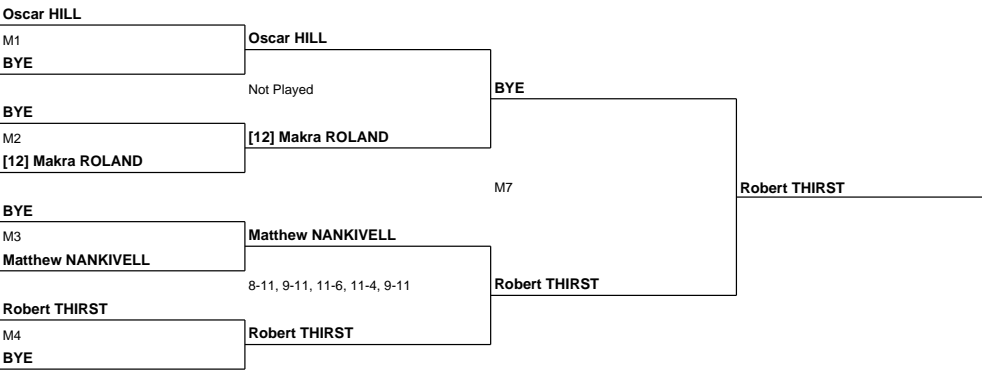 Oscar HILL
M1
BYE
BYE
M2
[12] Makra ROLAND
BYE
M3
Matthew NANKIVELL
Robert THIRST
M4
BYE
Oscar HILL
Not Played
[12] Makra ROLAND
Matthew NANKIVELL
8-11, 9-11, 11-6, 11-4, 9-11
Robert THIRST
BYE
M7
Robert THIRST
Robert THIRST